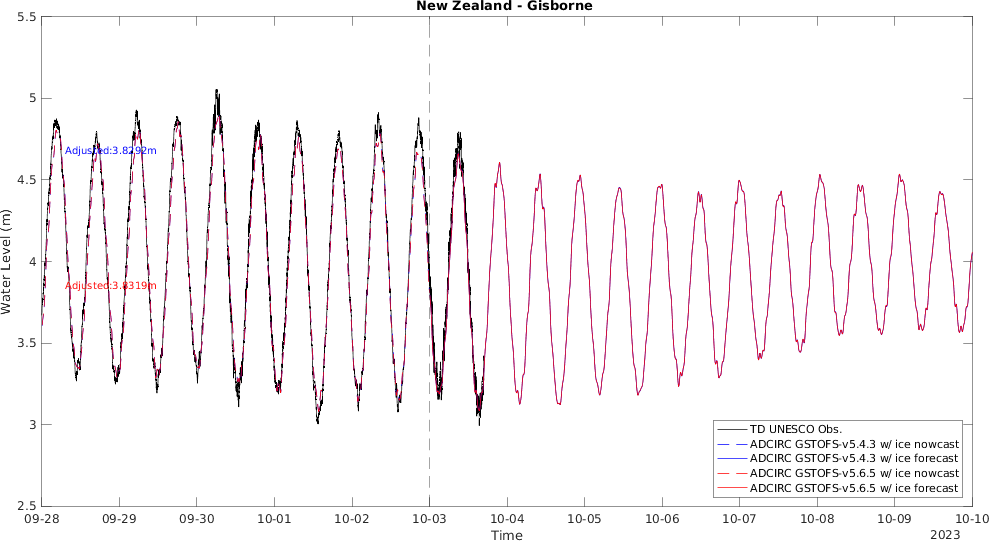 New Zealand - Gisborne
5.5
5
4.5
4
3.5
3
2.5
Water Level (m)
Adjusted:3.8292m
Adjusted:3.8319m
TD UNESCO Obs.
ADCIRC GSTOFS-v5.4.3 w/ ice nowcast
ADCIRC GSTOFS-v5.4.3 w/ ice forecast
ADCIRC GSTOFS-v5.6.5 w/ ice nowcast
ADCIRC GSTOFS-v5.6.5 w/ ice forecast
09-28 09-29 09-30 10-01 10-02 10-03 10-04 10-05 10-06 10-07 10-08 10-09 10-10
Time
2023